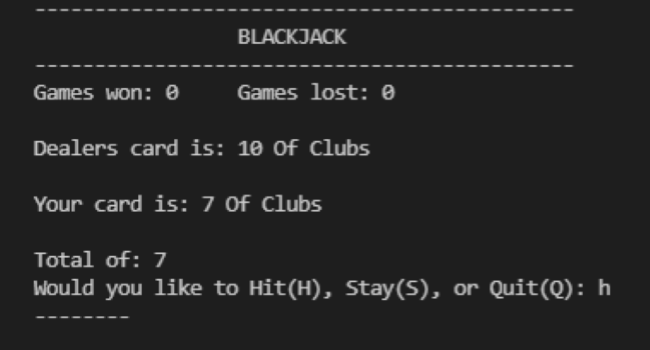 ---------------------------------------------
BLACKJACK
---------------------------------------------
Games won: 0     Games lost: 0
Dealers card is: 10 Of Clubs
Your card is: 7 Of Clubs
Total of: 7
Would you like to Hit(H), Stay(S), or Quit(Q): h
--------